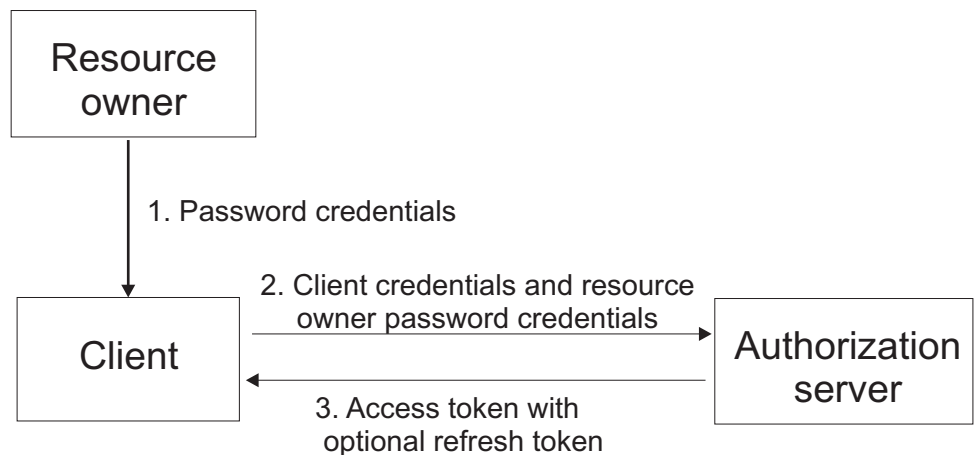 Resource
owner
1. Password credentials
2. Client credentials and resource
owner password credentials
Client
Authorization
server
3. Access token with
optional refresh token